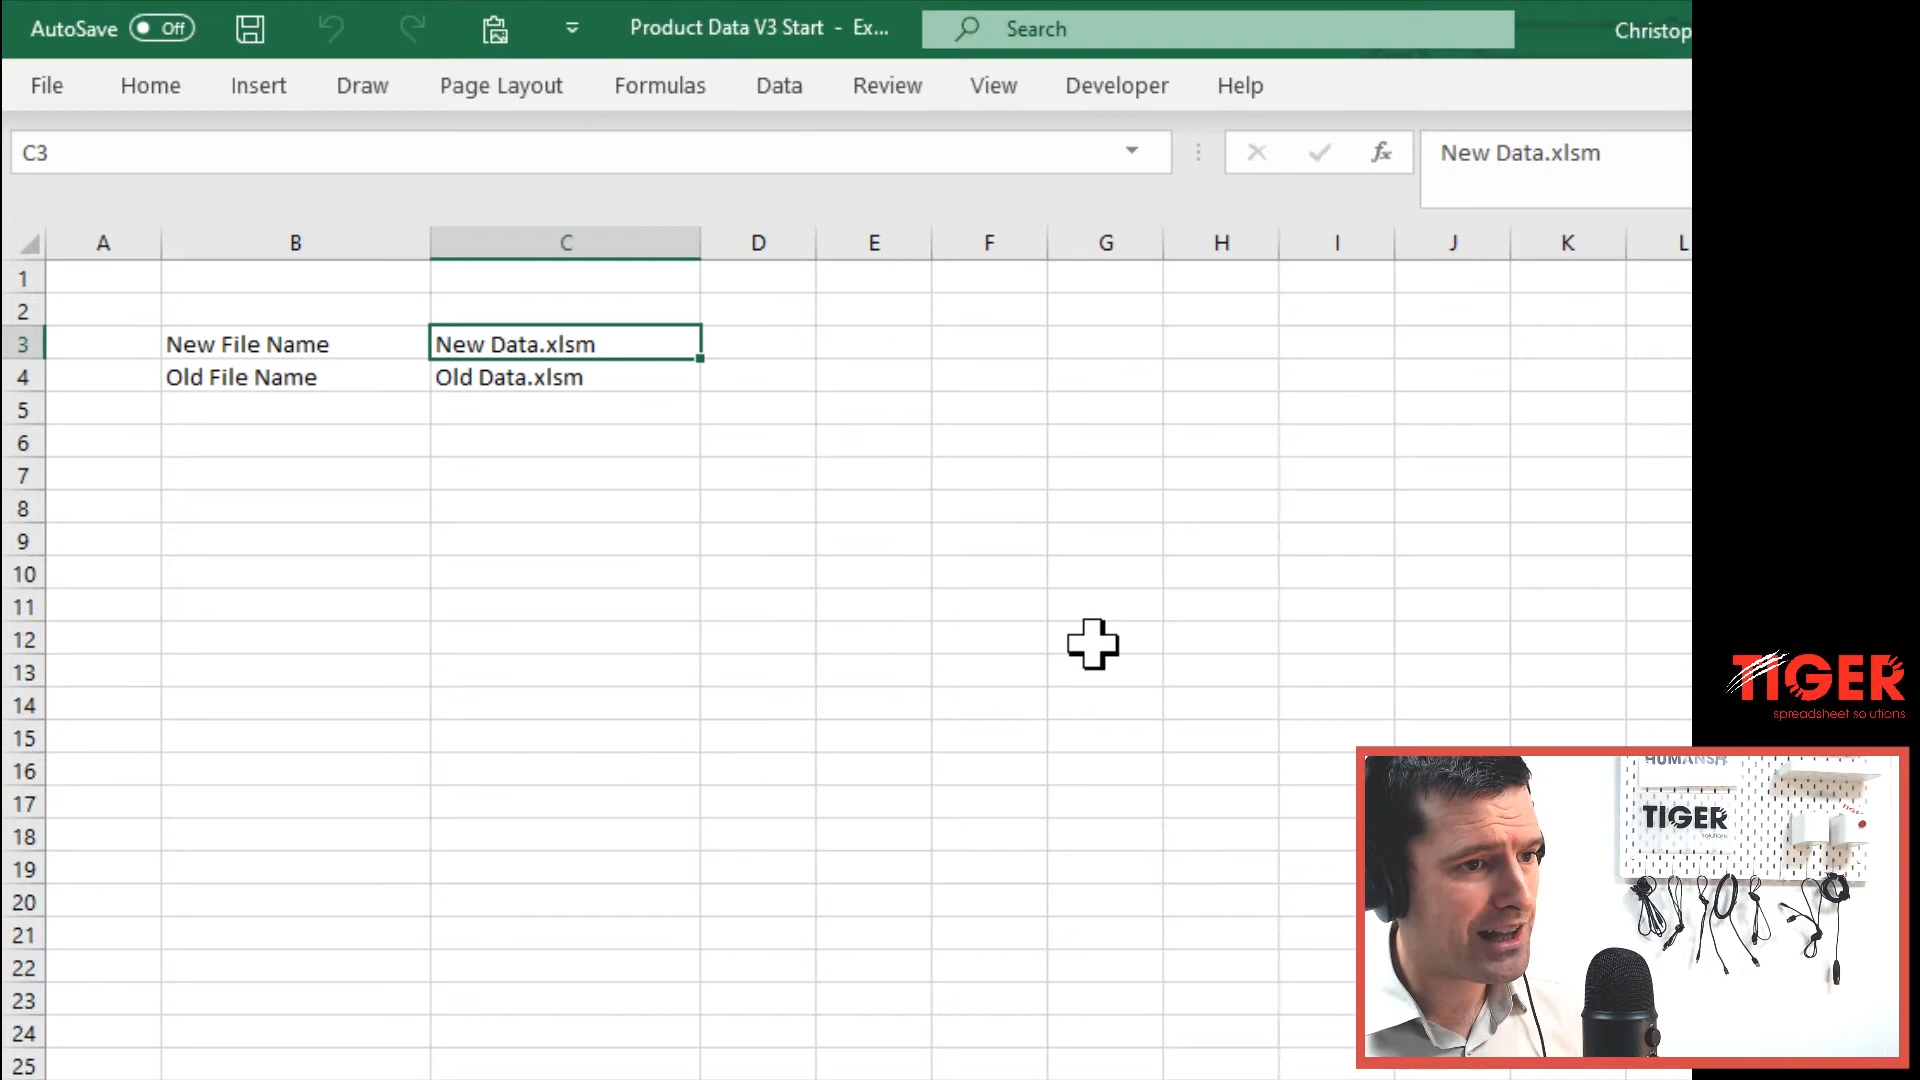 AutoSave Off Product Data V3 Start - Ex... Search Christop
File Home Insert Draw Page Layout Formulas Data Review View Developer Help
C3 fx New Data.xlsm
A B C D E F G H I J K L
1
2
3 New File Name New Data.xlsm
4 Old File Name Old Data.xlsm
5
6
7
8
9
10
11
12
13
14
15
16
17
18
19
20
21
22
23
24
25
TIGER
spreadsheet solutions
TIGER
solutions